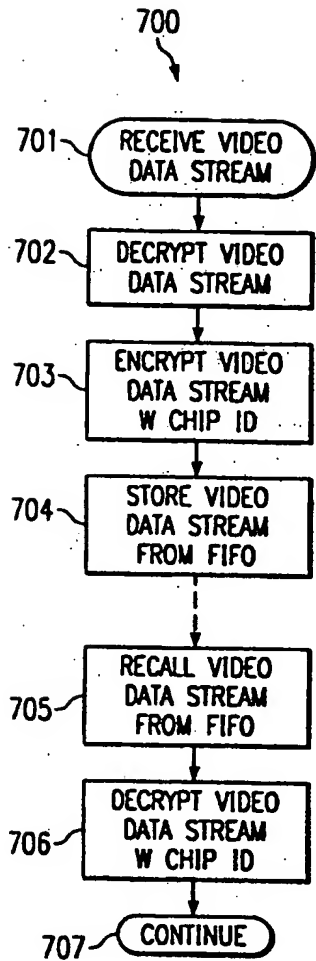 700
701
RECEIVE VIDEO
DATA STREAM
702
DECRYPT VIDEO
DATA STREAM
703
ENCRYPT VIDEO
DATA STREAM
W CHIP ID
704
STORE VIDEO
DATA STREAM
FROM FIFO
705
RECALL VIDEO
DATA STREAM
FROM FIFO
706
DECRYPT VIDEO
DATA STREAM
W CHIP ID
707
CONTINUE